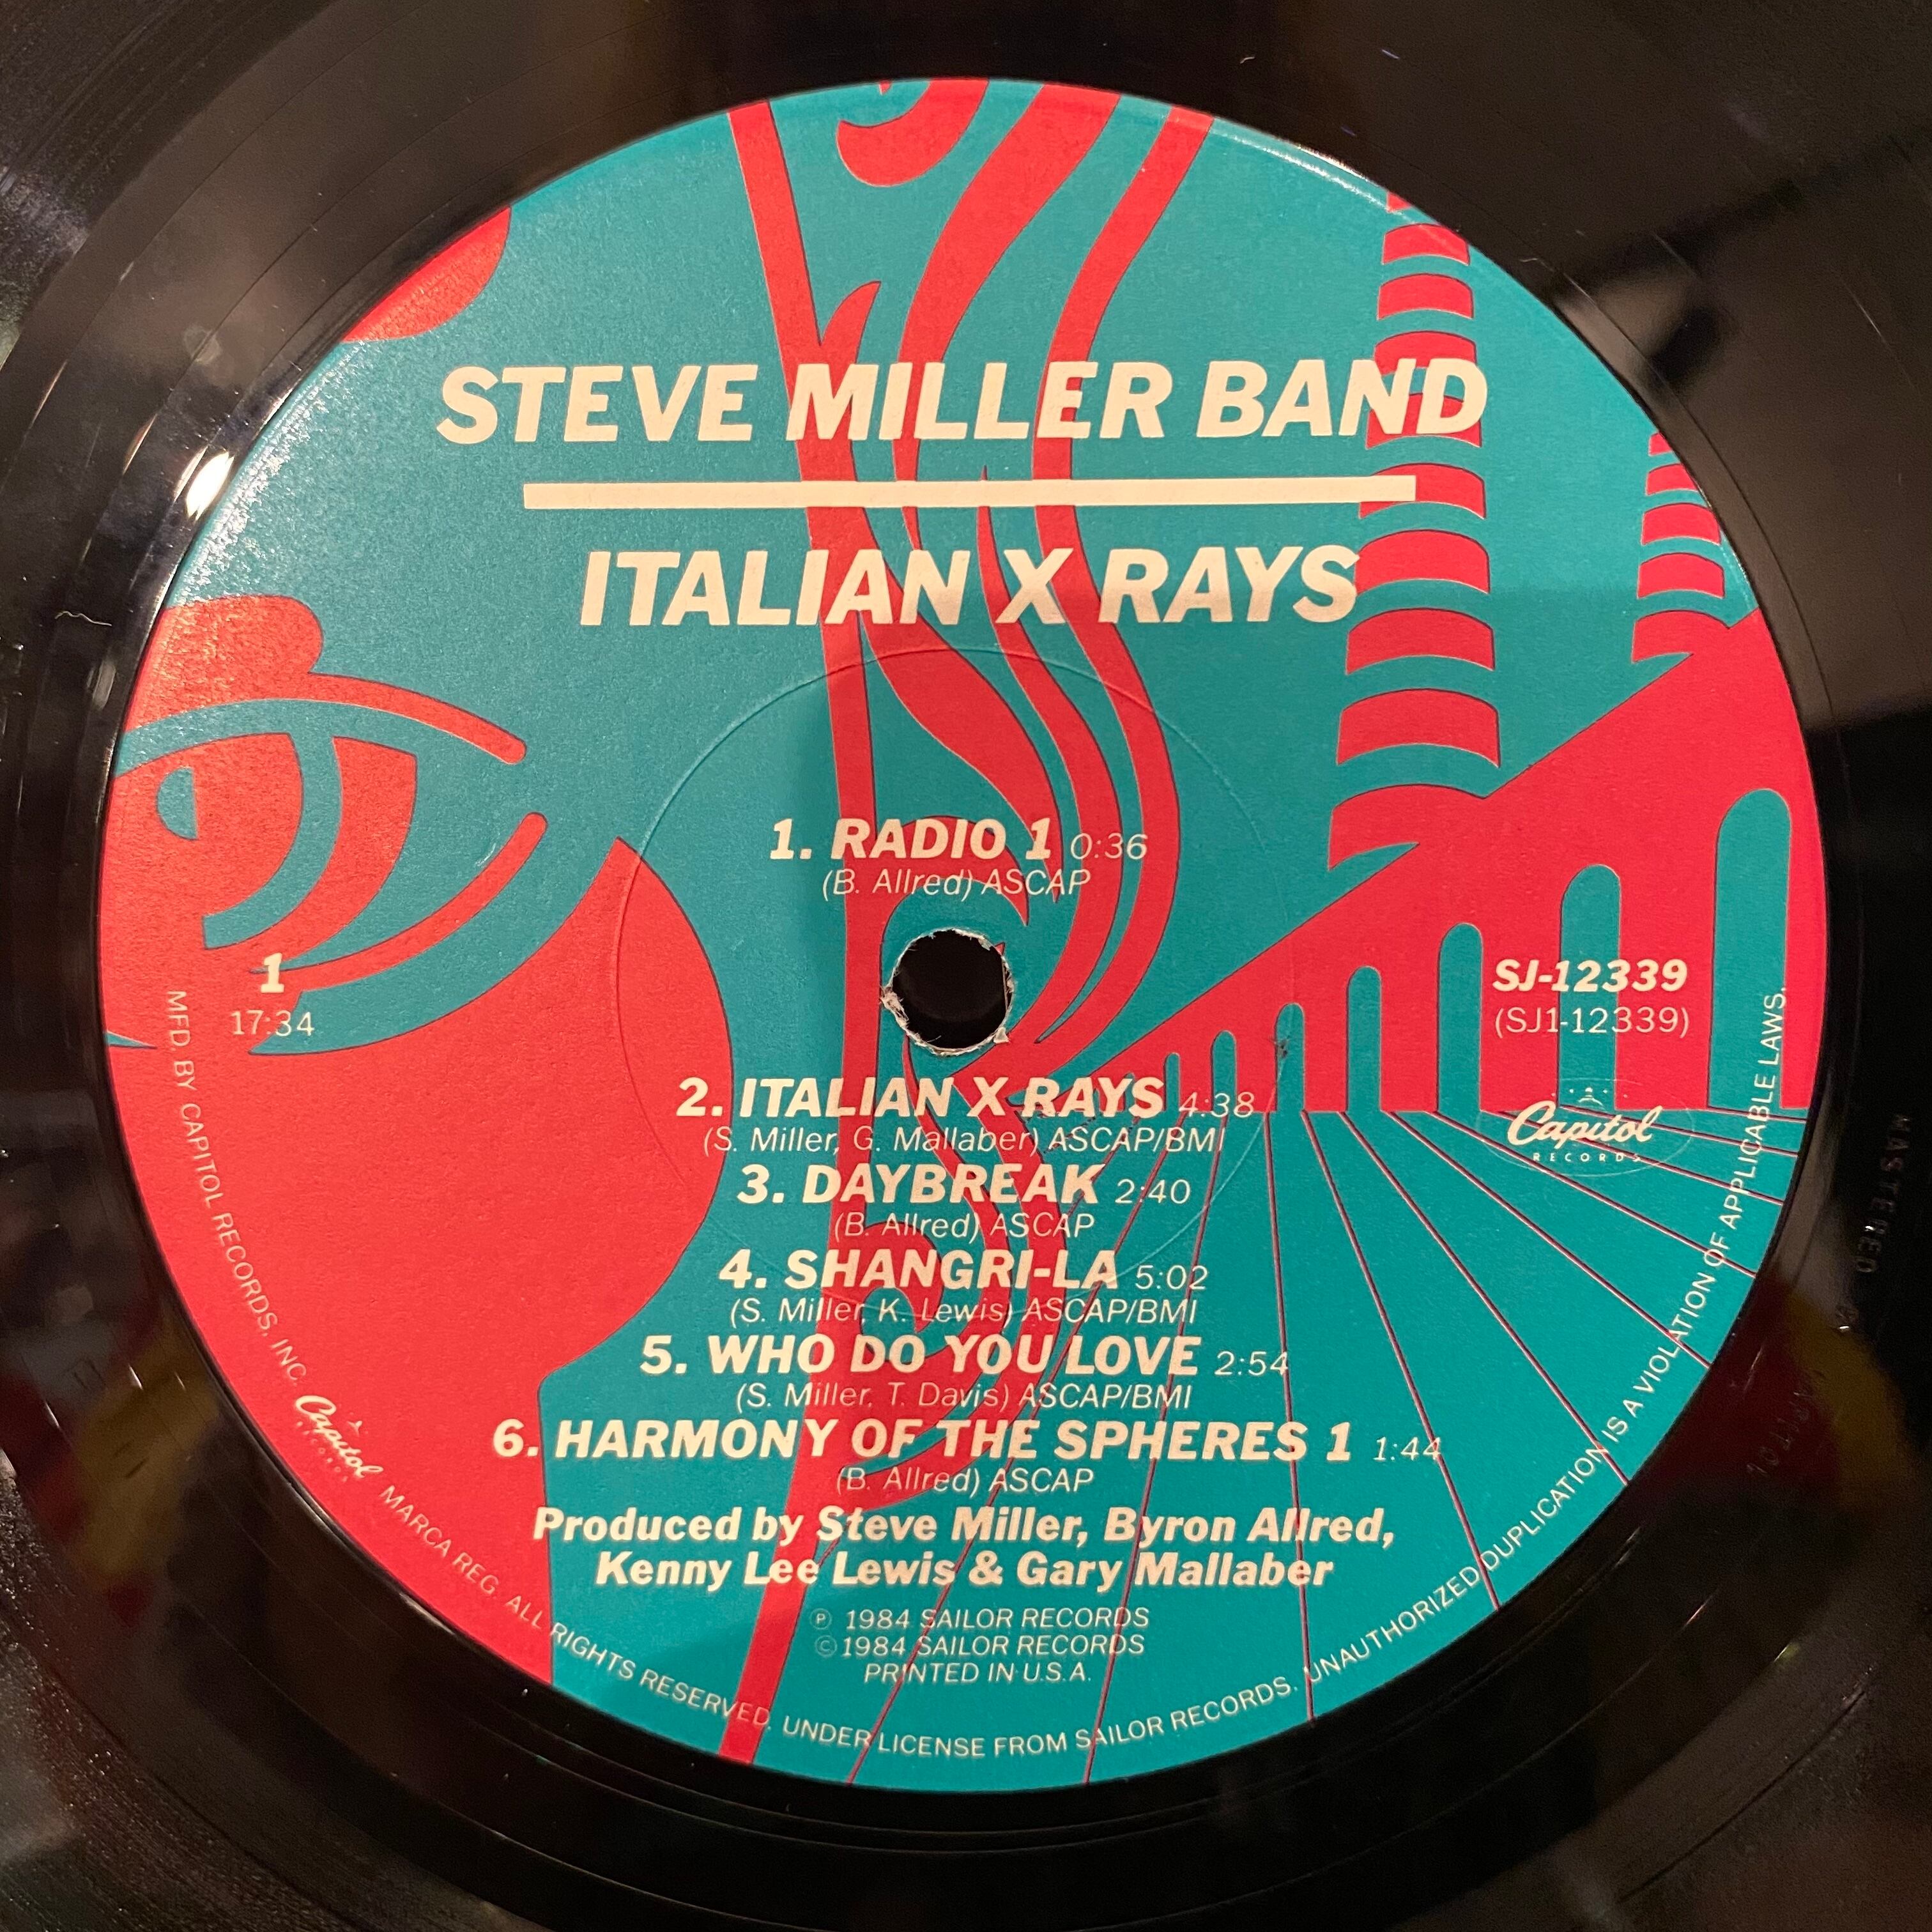 STEVE MILLER BAND
ITALIAN X RAYS
1. RADIO 1 0:36
(B. Allred) ASCAP
1
17:34
SJ-12339
(SJ1-12339)
2. ITALIAN X RAYS 4:38
(S. Miller, G. Mallaber) ASCAP/BMI
3. DAYBREAK 2:40
(B. Allred) ASCAP
4. SHANGRI-LA 5:02
(S. Miller, K. Lewis) ASCAP/BMI
5. WHO DO YOU LOVE 2:54
(S. Miller, T. Davis) ASCAP/BMI
6. HARMONY OF THE SPHERES 1 1:44
(B. Allred) ASCAP
Produced by Steve Miller, Byron Allred,
Kenny Lee Lewis & Gary Mallaber
℗ 1984 SAILOR RECORDS
© 1984 SAILOR RECORDS
PRINTED IN U.S.A.
Capitol
RECORDS
MFD. BY CAPITOL RECORDS, INC. Capitol RECORDS MARCA REG. ALL RIGHTS RESERVED. UNDER LICENSE FROM SAILOR RECORDS. UNAUTHORIZED DUPLICATION IS A VIOLATION OF APPLICABLE LAWS.
MASTERED